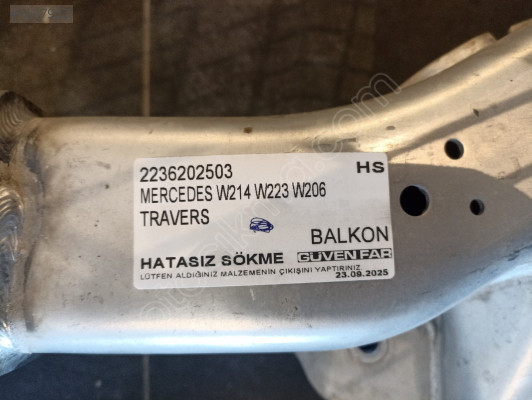 2236202503 HS
MERCEDES W214 W223 W206
TRAVERS
BALKON
HATASIZ SÖKME GÜVEN FAR
LÜTFEN ALDIĞINIZ MALZEMENİN ÇIKIŞINI YAPTIRINIZ.
23.09.2025